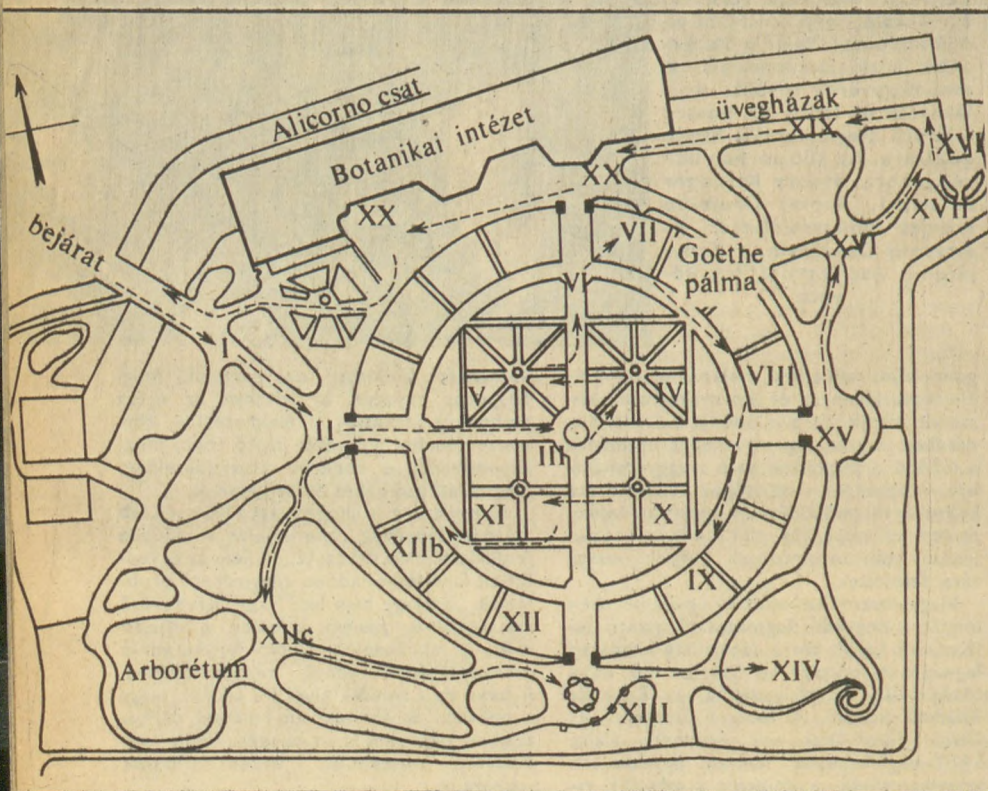 Alicorno csat
Botanikai intézet
üvegházak
XIX
XVI
XX
XX
XVII
bejárat
VII
XVI
Goethe
pálma
VI
I
V
IV
VIII
II
III
XV
XI
X
XIIb
IX
XII
XIIc
Arborétum
XIV
XIII